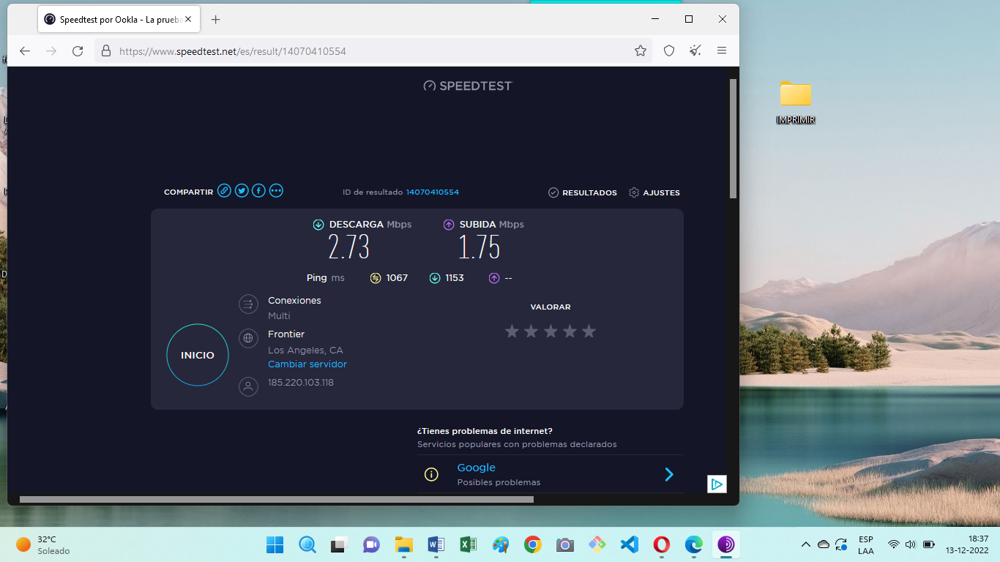 Speedtest por Ookla - La prueba
https://www.speedtest.net/es/result/14070410554
SPEEDTEST
IMPRIMIR
COMPARTIR
ID de resultado 14070410554
RESULTADOS
AJUSTES
DESCARGA Mbps
SUBIDA Mbps
2.73
1.75
Ping ms 1067 1153 --
Conexiones
Multi
VALORAR
Frontier
Los Angeles, CA
Cambiar servidor
INICIO
185.220.103.118
¿Tienes problemas de internet?
Servicios populares con problemas declarados
Google
Posibles problemas
32°C
Soleado
ESP
LAA
18:37
13-12-2022